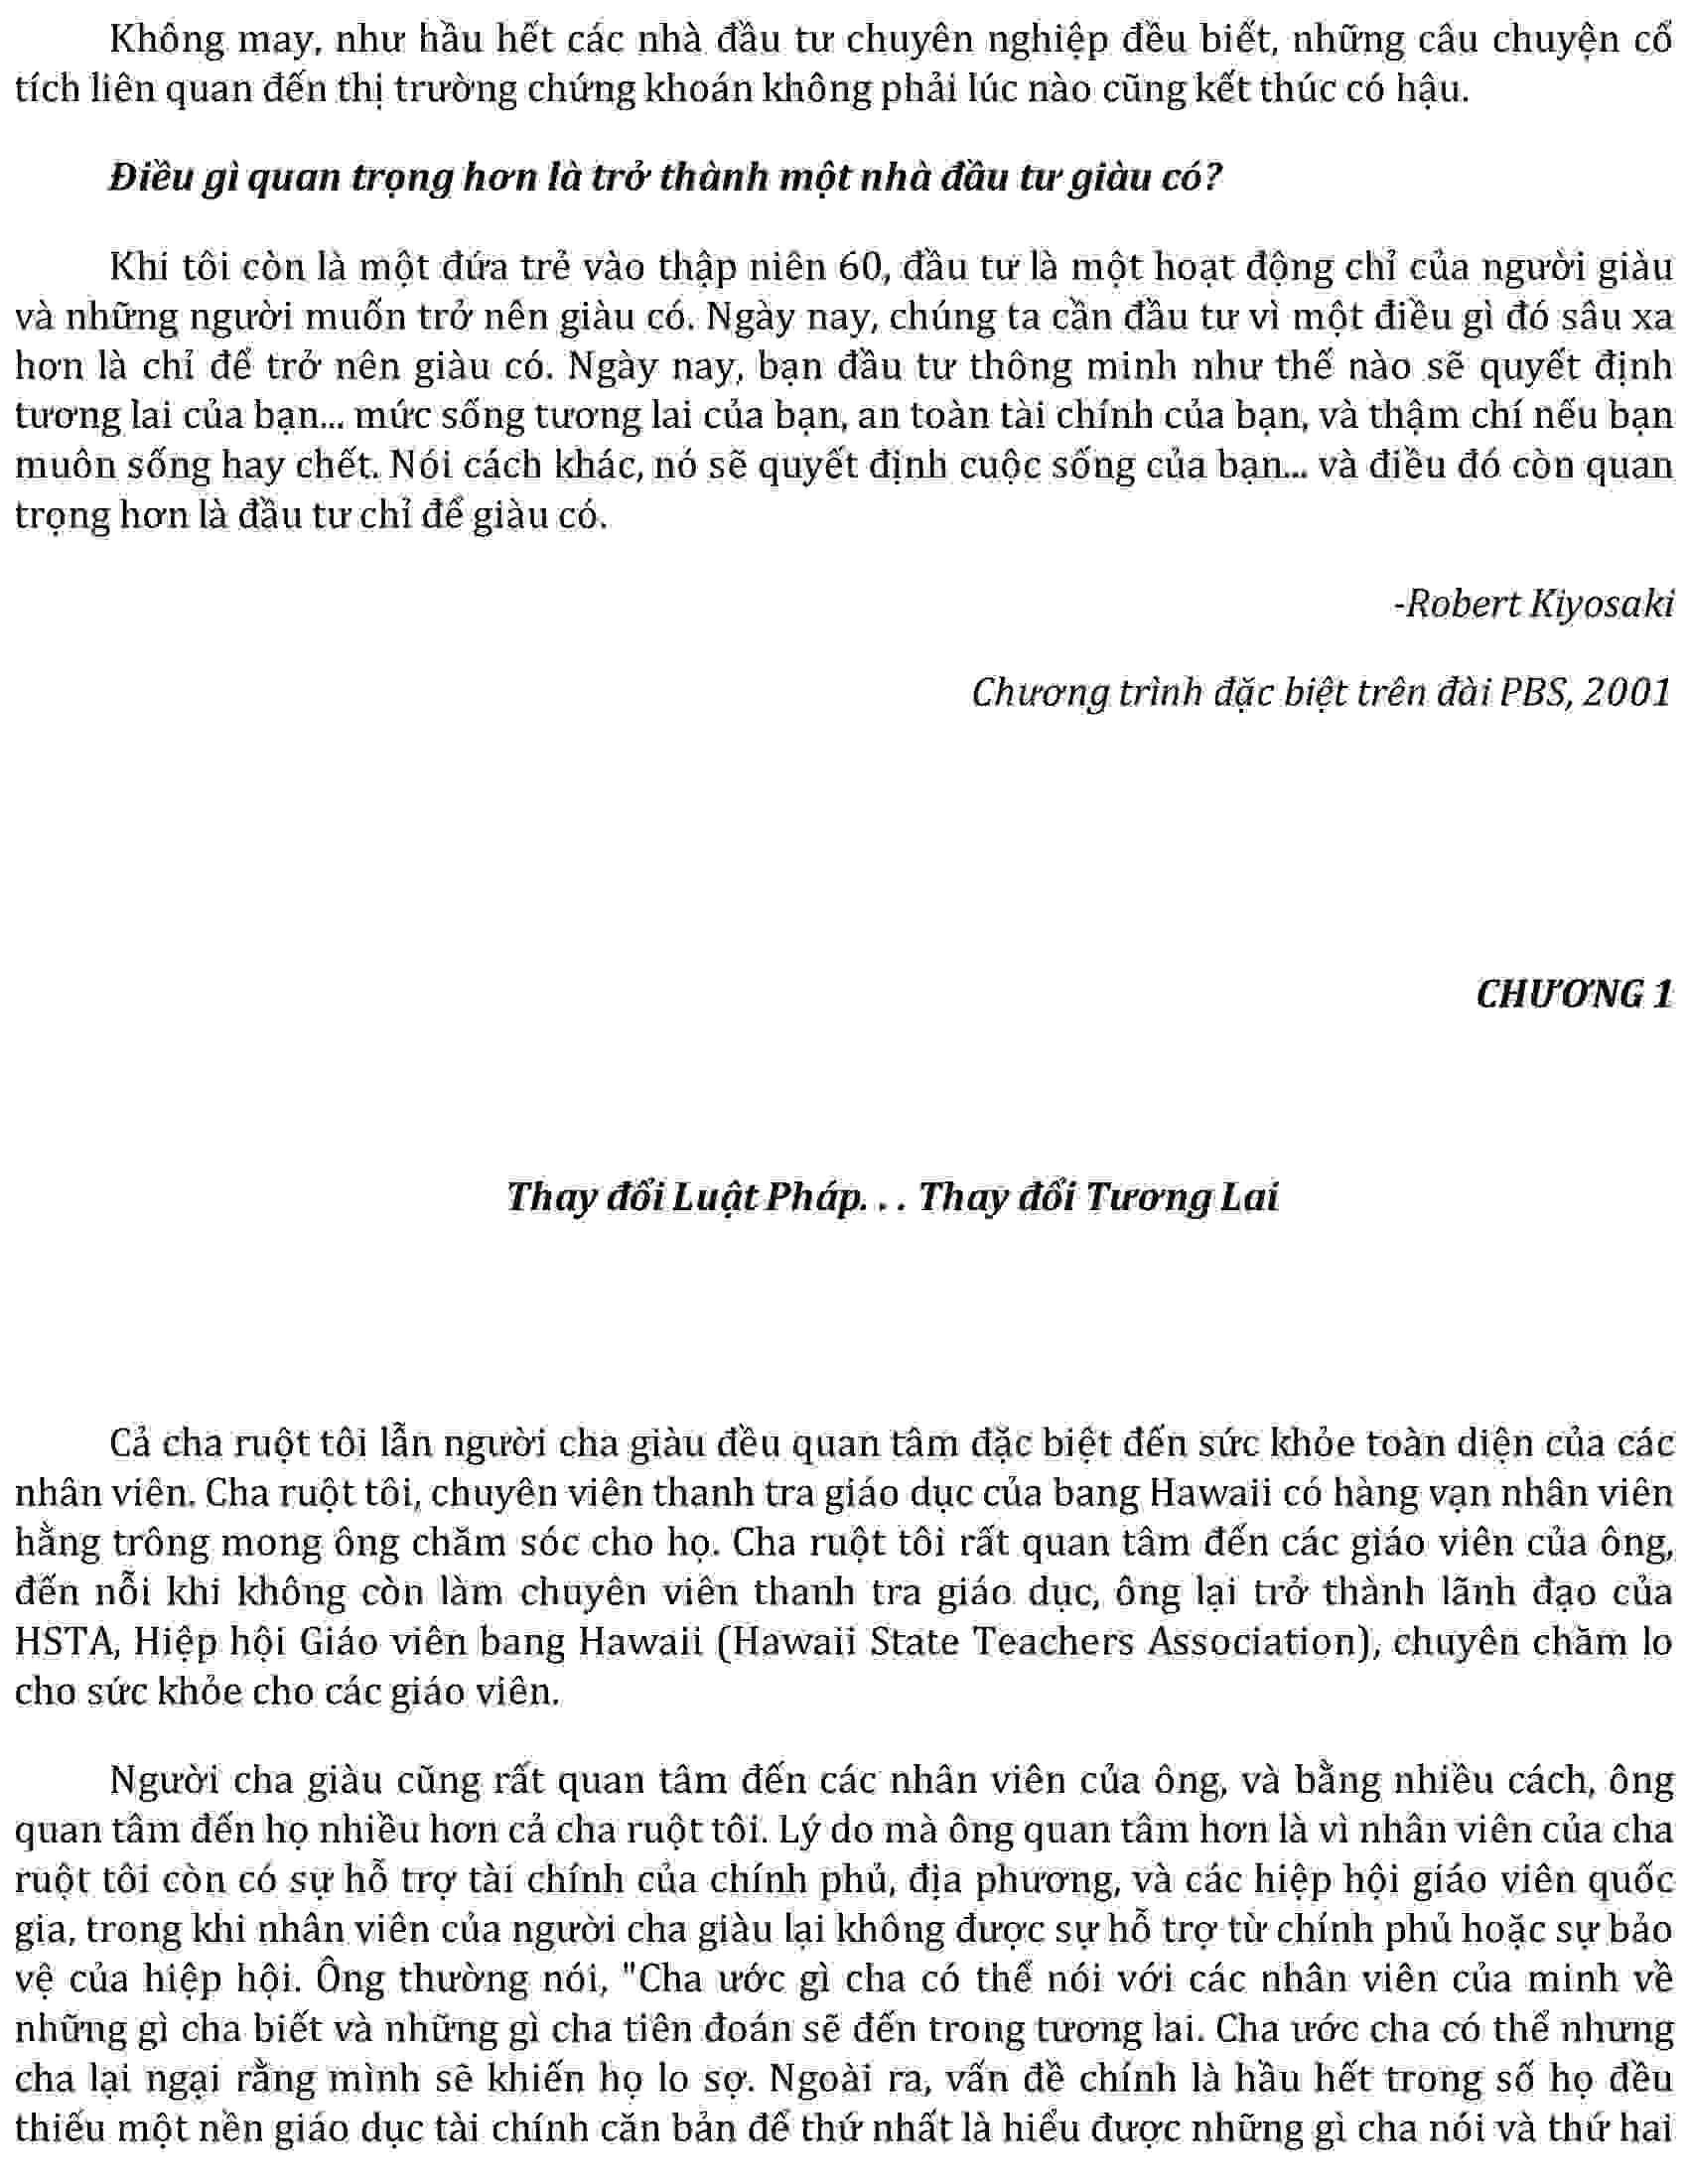 Không may, như hầu hết các nhà đầu tư chuyên nghiệp đều biết, những câu chuyện cổ
tích liên quan đến thị trường chứng khoán không phải lúc nào cũng kết thúc có hậu.
Điều gì quan trọng hơn là trở thành một nhà đầu tư giàu có?
Khi tôi còn là một đứa trẻ vào thập niên 60, đầu tư là một hoạt động chỉ của người giàu
và những người muốn trở nên giàu có. Ngày nay, chúng ta cần đầu tư vì một điều gì đó sâu xa
hơn là chỉ để trở nên giàu có. Ngày nay, bạn đầu tư thông minh như thế nào sẽ quyết định
tương lai của bạn... mức sống tương lai của bạn, an toàn tài chính của bạn, và thậm chí nếu bạn
muôn sống hay chết. Nói cách khác, nó sẽ quyết định cuộc sống của bạn... và điều đó còn quan
trọng hơn là đầu tư chỉ để giàu có.
-Robert Kiyosaki
Chương trình đặc biệt trên đài PBS, 2001
CHƯƠNG 1
Thay đổi Luật Pháp. . . Thay đổi Tương Lai
Cả cha ruột tôi lẫn người cha giàu đều quan tâm đặc biệt đến sức khỏe toàn diện của các
nhân viên. Cha ruột tôi, chuyên viên thanh tra giáo dục của bang Hawaii có hàng vạn nhân viên
hằng trông mong ông chăm sóc cho họ. Cha ruột tôi rất quan tâm đến các giáo viên của ông,
đến nỗi khi không còn làm chuyên viên thanh tra giáo dục, ông lại trở thành lãnh đạo của
HSTA, Hiệp hội Giáo viên bang Hawaii (Hawaii State Teachers Association), chuyên chăm lo
cho sức khỏe cho các giáo viên.
Người cha giàu cũng rất quan tâm đến các nhân viên của ông, và bằng nhiều cách, ông
quan tâm đến họ nhiều hơn cả cha ruột tôi. Lý do mà ông quan tâm hơn là vì nhân viên của cha
ruột tôi còn có sự hỗ trợ tài chính của chính phủ, địa phương, và các hiệp hội giáo viên quốc
gia, trong khi nhân viên của người cha giàu lại không được sự hỗ trợ từ chính phủ hoặc sự bảo
vệ của hiệp hội. Ông thường nói, "Cha ước gì cha có thể nói với các nhân viên của minh về
những gì cha biết và những gì cha tiên đoán sẽ đến trong tương lai. Cha ước cha có thể nhưng
cha lại ngại rằng mình sẽ khiến họ lo sợ. Ngoài ra, vấn đề chính là hầu hết trong số họ đều
thiếu một nền giáo dục tài chính căn bản để thứ nhất là hiểu được những gì cha nói và thứ hai